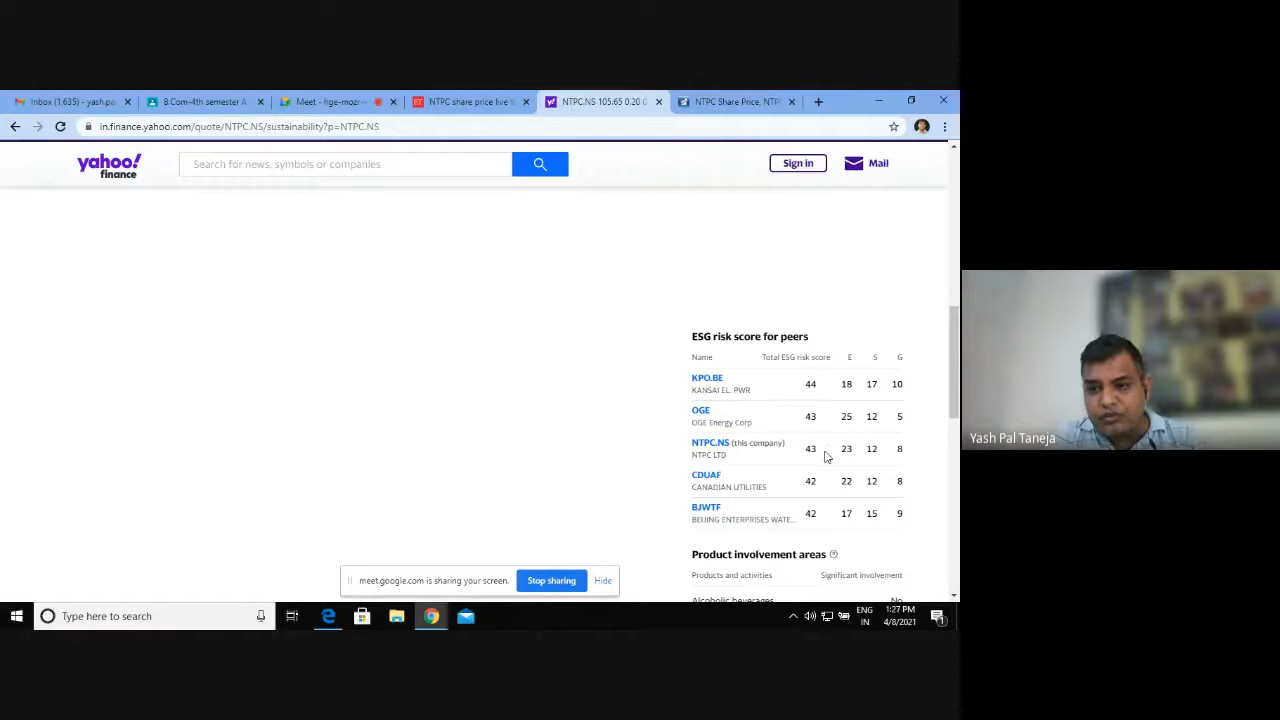 Inbox (1,635) - yash.pa
B.Com-4th semester A
Meet - hge-mozr-
NTPC share price live
NTPC.NS 105.65 0.20 0
NTPC Share Price, NTP
in.finance.yahoo.com/quote/NTPC.NS/sustainability?p=NTPC.NS
yahoo!
finance
Search for news, symbols or companies
Sign in
Mail
ESG risk score for peers
Name Total ESG risk score E S G
KPO.BE
KANSAI EL. PWR
44 18 17 10
OGE
OGE Energy Corp
43 25 12 5
NTPC.NS (this company)
NTPC LTD
43 23 12 8
CDUAF
CANADIAN UTILITIES
42 22 12 8
BJWTF
BEIJING ENTERPRISES WATE...
42 17 15 9
Product involvement areas
Products and activities Significant involvement
Alcoholic beverages No
meet.google.com is sharing your screen.
Stop sharing
Hide
Yash Pal Taneja
Type here to search
ENG
IN
1:27 PM
4/8/2021
1